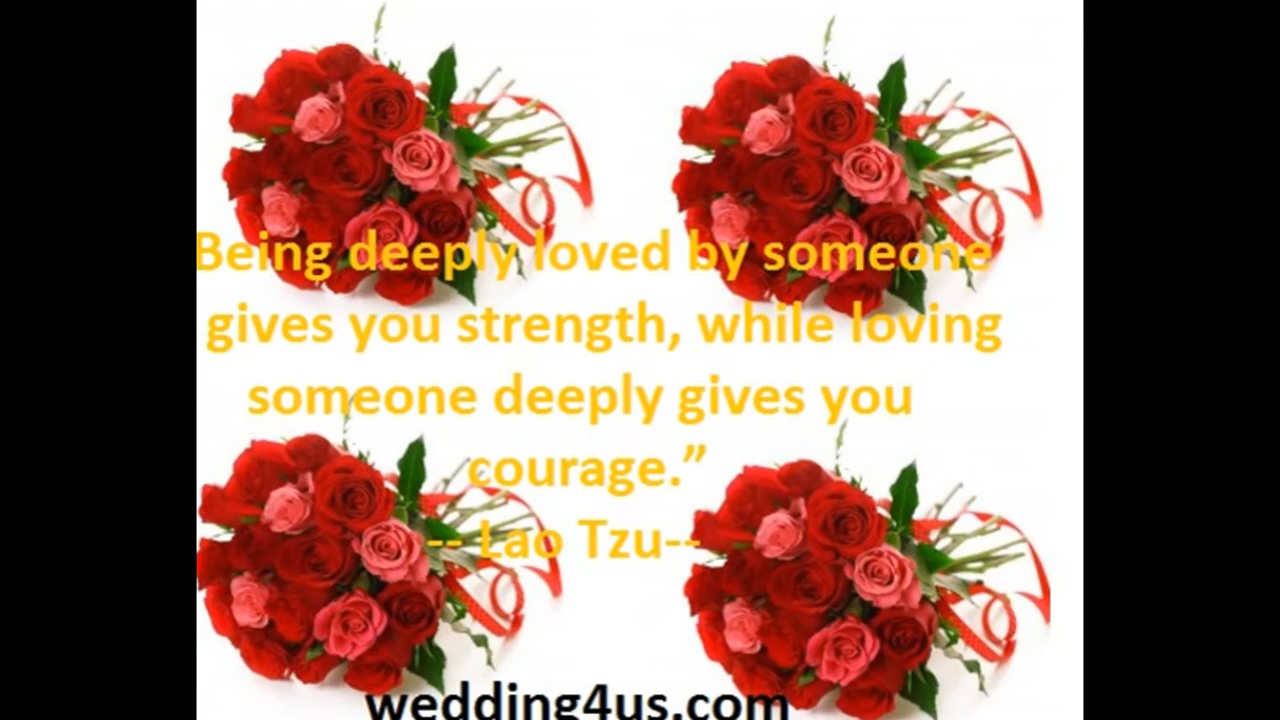 Being deeply loved by someone
gives you strength, while loving
someone deeply gives you
courage.”
-- Lao Tzu--
wedding4us.com